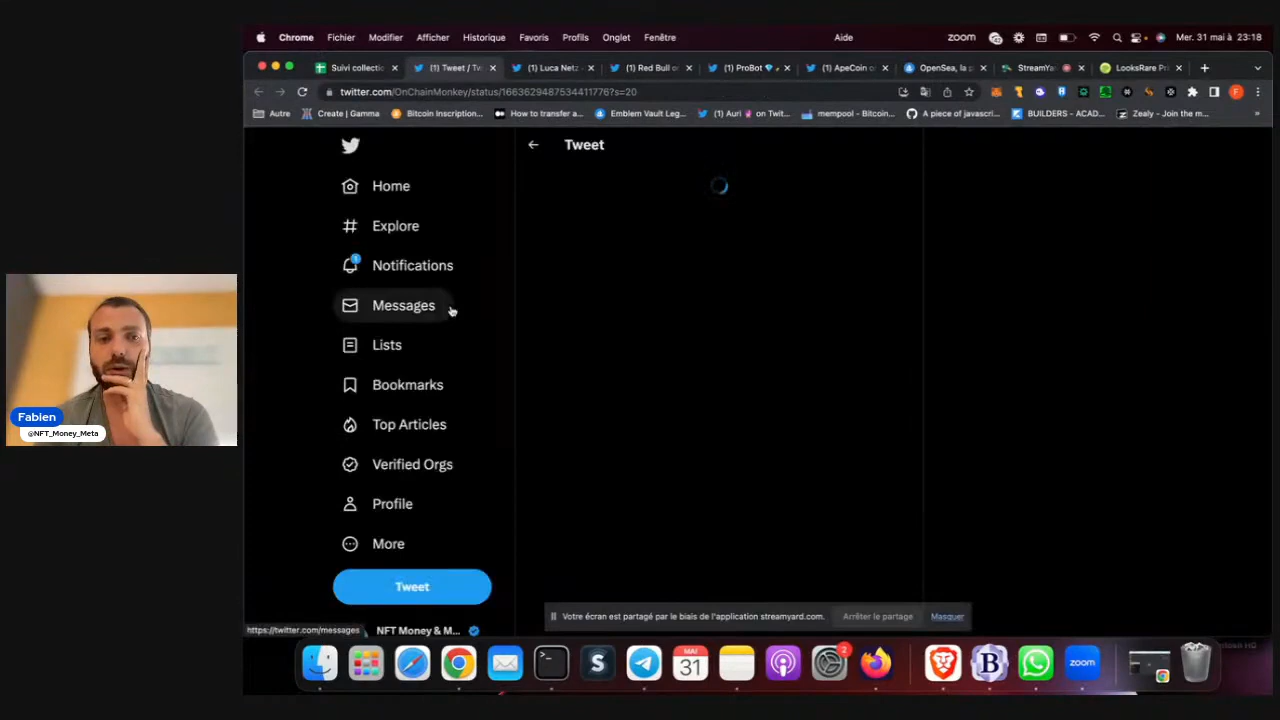 Chrome Fichier Modifier Afficher Historique Favoris Profils Onglet Fenêtre Aide zoom Mer. 31 mai à 23:18
Suivi collectio
(1) Tweet / Tw
(1) Luca Netz -
(1) Red Bull or
(1) ProBot
(1) ApeCoin o
OpenSea, la p
StreamYa
LooksRare Pr
twitter.com/OnChainMonkey/status/1663629487534411776?s=20
Autre
Create | Gamma
Bitcoin Inscription...
How to transfer a...
Emblem Vault Leg...
(1) Auri on Twit...
mempool - Bitcoin...
A piece of javascri...
BUILDERS - ACAD...
Zealy - Join the m...
Tweet
Home
Explore
1
Notifications
Messages
Lists
Bookmarks
Top Articles
Verified Orgs
Profile
More
Tweet
Fabien
@NFT_Money_Meta
Votre écran est partagé par le biais de l'application streamyard.com. Arrêter le partage Masquer
https://twitter.com/messages
NFT Money & M...
MAI
31
2
zoom